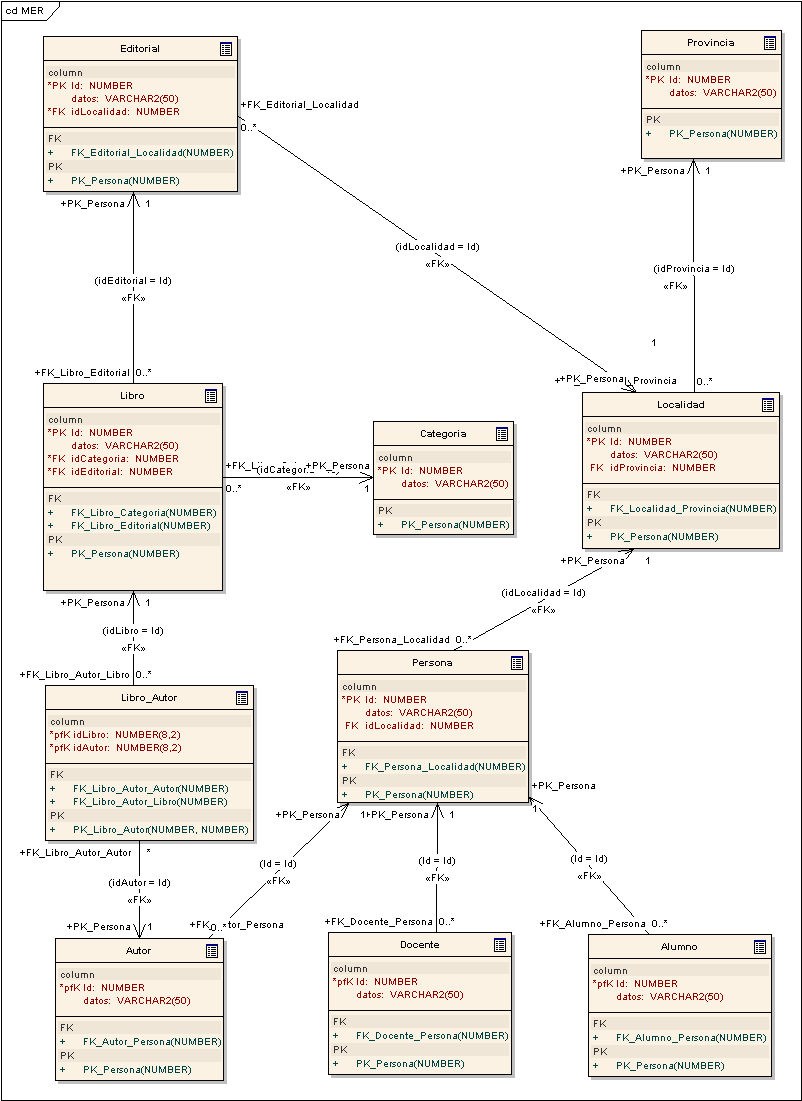 cd MER
Editorial
column
*PK Id: NUMBER
datos: VARCHAR2(50)
*FK idLocalidad: NUMBER
FK
+ FK_Editorial_Localidad(NUMBER)
PK
+ PK_Persona(NUMBER)
Provincia
column
*PK Id: NUMBER
datos: VARCHAR2(50)
PK
+ PK_Persona(NUMBER)
+FK_Editorial_Localidad
0..*
+PK_Persona 1
+PK_Persona 1
(idLocalidad = Id)
«FK»
(idEditorial = Id)
«FK»
(idProvincia = Id)
«FK»
1
+FK_Libro_Editorial 0..*
+PK_Persona
_Provincia
0..*
Libro
column
*PK Id: NUMBER
datos: VARCHAR2(50)
*FK idCategoria: NUMBER
*FK idEditorial: NUMBER
FK
+ FK_Libro_Categoria(NUMBER)
+ FK_Libro_Editorial(NUMBER)
PK
+ PK_Persona(NUMBER)
+PK_Persona
0..*
«FK»
1
Categoria
column
*PK Id: NUMBER
datos: VARCHAR2(50)
PK
+ PK_Persona(NUMBER)
Localidad
column
*PK Id: NUMBER
datos: VARCHAR2(50)
FK idProvincia: NUMBER
FK
+ FK_Localidad_Provincia(NUMBER)
PK
+ PK_Persona(NUMBER)
+PK_Persona 1
(idLocalidad = Id)
«FK»
+FK_Persona_Localidad 0..*
+PK_Persona 1
(idLibro = Id)
«FK»
+FK_Libro_Autor_Libro 0..*
Libro_Autor
column
*pfK idLibro: NUMBER(8,2)
*pfK idAutor: NUMBER(8,2)
FK
+ FK_Libro_Autor_Autor(NUMBER)
+ FK_Libro_Autor_Libro(NUMBER)
PK
+ PK_Libro_Autor(NUMBER, NUMBER)
Persona
column
*PK Id: NUMBER
datos: VARCHAR2(50)
FK idLocalidad: NUMBER
FK
+ FK_Persona_Localidad(NUMBER)
PK
+ PK_Persona(NUMBER)
+PK_Persona
1
+PK_Persona 1
+PK_Persona 1
+FK_Libro_Autor_Autor *
(idAutor = Id)
«FK»
+PK_Persona 1
(Id = Id)
«FK»
(Id = Id)
«FK»
(Id = Id)
«FK»
0..*
tor_Persona
+FK_Docente_Persona 0..*
+FK_Alumno_Persona 0..*
Autor
column
*pfK Id: NUMBER
datos: VARCHAR2(50)
FK
+ FK_Autor_Persona(NUMBER)
PK
+ PK_Persona(NUMBER)
Docente
column
*pfK Id: NUMBER
datos: VARCHAR2(50)
FK
+ FK_Docente_Persona(NUMBER)
PK
+ PK_Persona(NUMBER)
Alumno
column
*pfK Id: NUMBER
datos: VARCHAR2(50)
FK
+ FK_Alumno_Persona(NUMBER)
PK
+ PK_Persona(NUMBER)